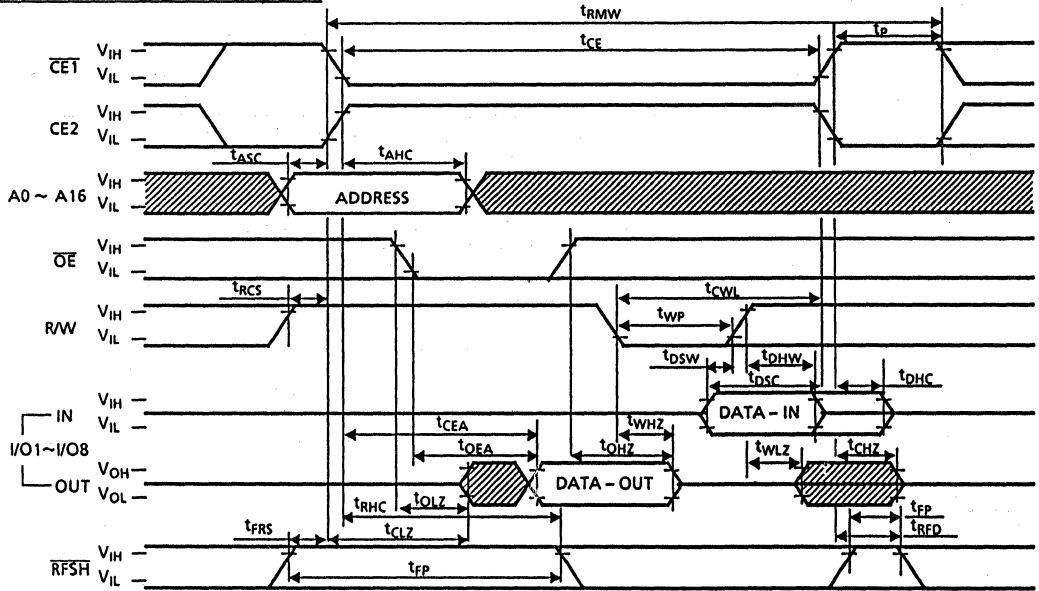 tRMW
tP
tCE
CE1 VIH
VIL
CE2 VIH
VIL
tASC tAHC
A0 ~ A16 VIH
VIL
ADDRESS
OE VIH
VIL
tRCS tCWL
R/W VIH
VIL
tWP
tDSW tDHW
tDSC tDHC
IN VIH
VIL
DATA-IN
I/O1~I/O8
tCEA tWHZ
tOEA tOHZ tWLZ tCHZ
OUT VOH
VOL
DATA-OUT
tOLZ
tRHC tFP
tFRS tCLZ tRFD
RFSH VIH
VIL
tFP